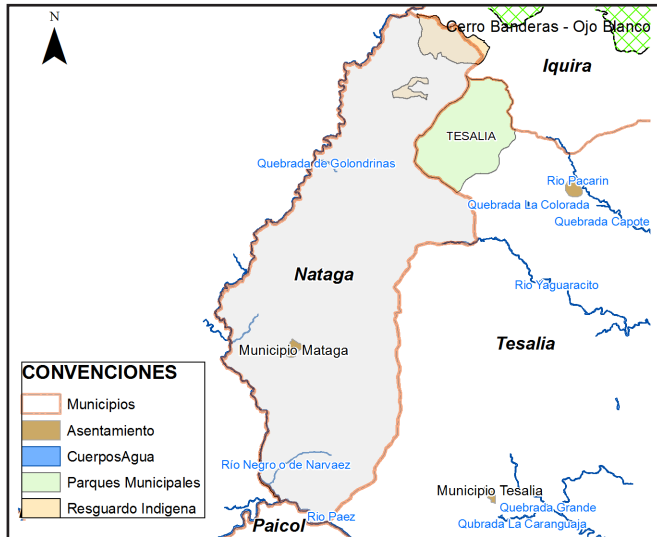 N
Cerro Banderas - Ojo Blanco
Iquira
TESALIA
Quebrada de Golondrinas
Rio Pacarin
Quebrada La Colorada
Quebrada Capote
Nataga
Rio Yaguaracito
Tesalia
Municipio Mataga
CONVENCIONES
Municipios
Asentamiento
CuerposAgua
Parques Municipales
Resguardo Indigena
Río Negro o de Narvaez
Municipio Tesalia
Quebrada Grande
Qubrada La Caranguaja
Rio Paez
Paicol